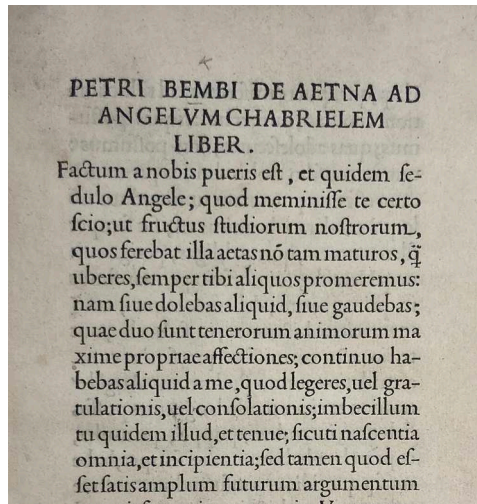 PETRI BEMBI DE AETNA AD
ANGELVM CHABRIELEM
LIBER.
Factum a nobis pueris eſt, et quidem ſe-
dulo Angele; quod meminiſſe te certo
ſcio; ut fructus ſtudiorum noſtrorum,
quos ferebat illa aetas nõ tam maturos, q̃
uberes, ſemper tibi aliquos promeremus:
nam ſiue dolebas aliquid, ſiue gaudebas;
quae duo ſunt tenerorum animorum ma
xime propriae affectiones; continuo ha-
bebas aliquid a me, quod legeres, uel gra-
tulationis, uel conſolationis; imbecillum
tu quidem illud, et tenue; ſicuti naſcentia
omnia, et incipientia; ſed tamen quod eſ-
ſet ſatis amplum futurum argumentum